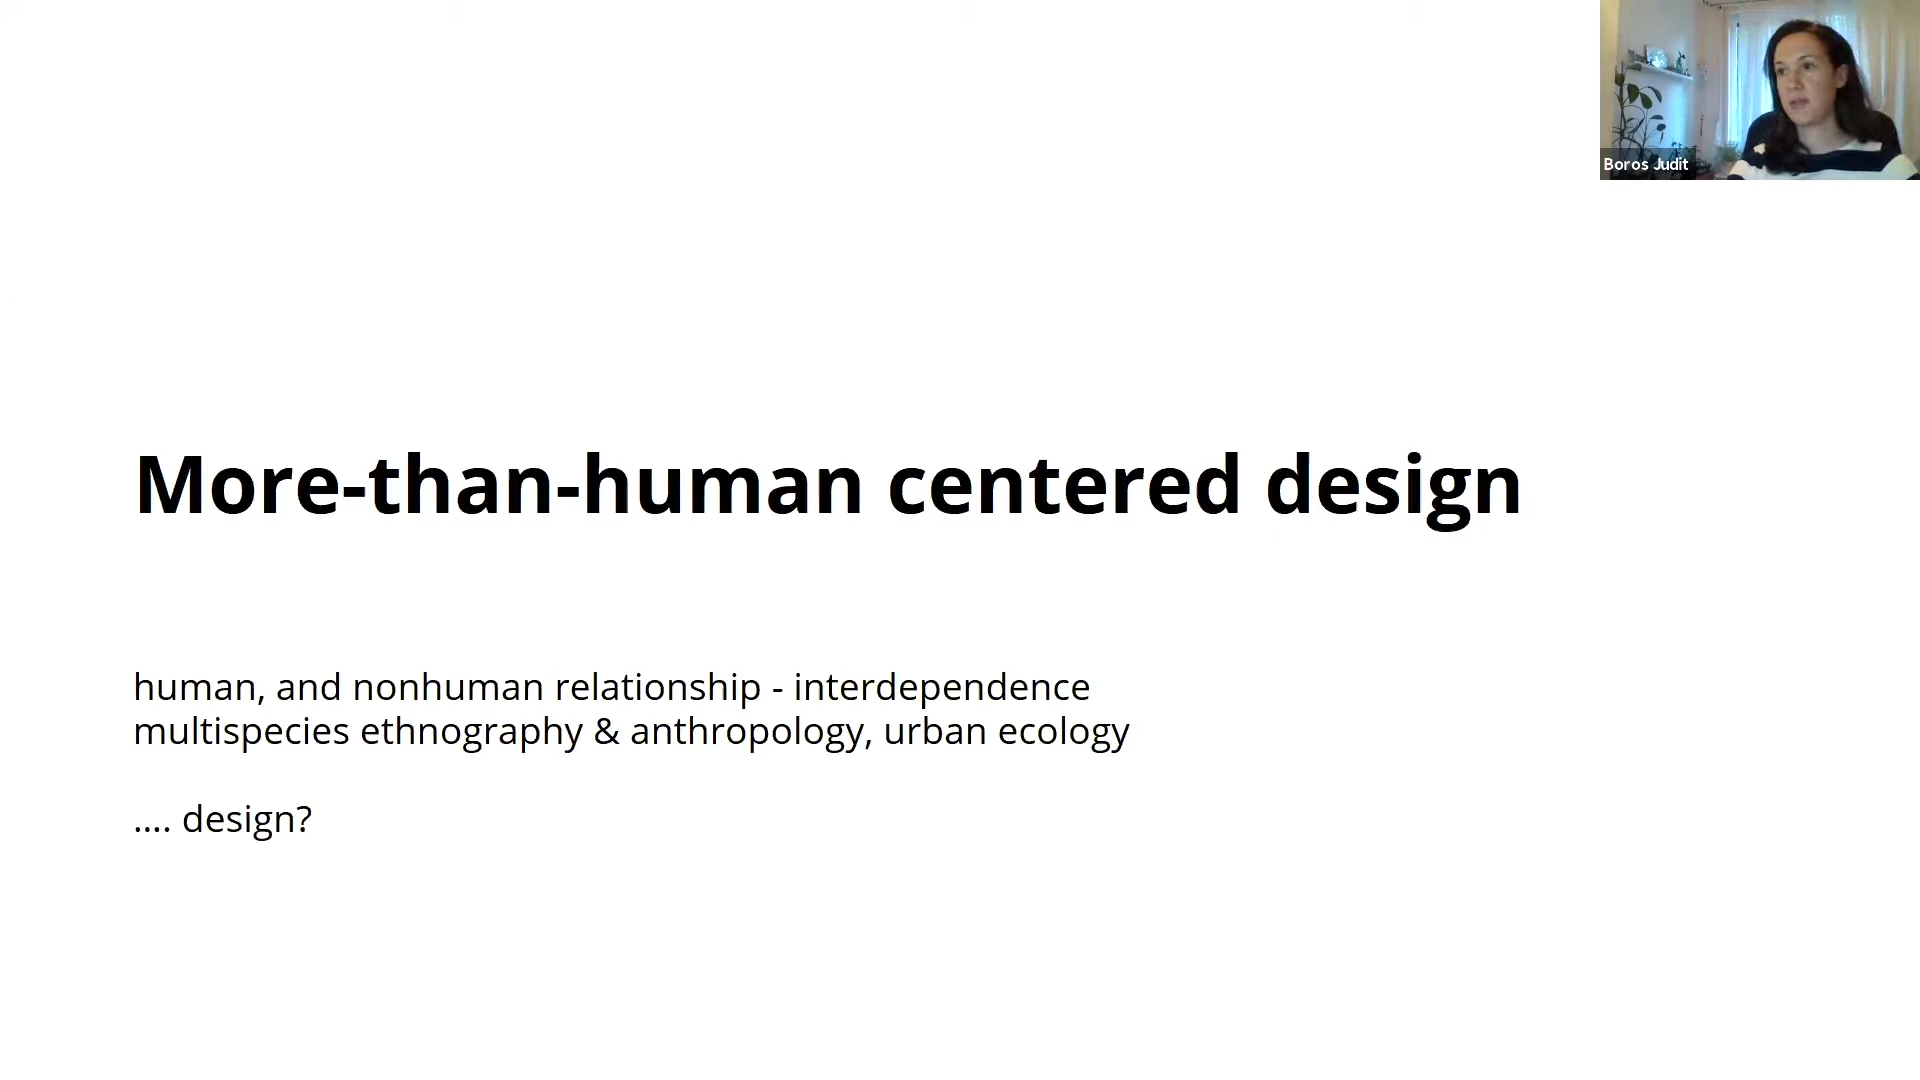 Boros Judit
More-than-human centered design
human, and nonhuman relationship - interdependence
multispecies ethnography & anthropology, urban ecology
.... design?